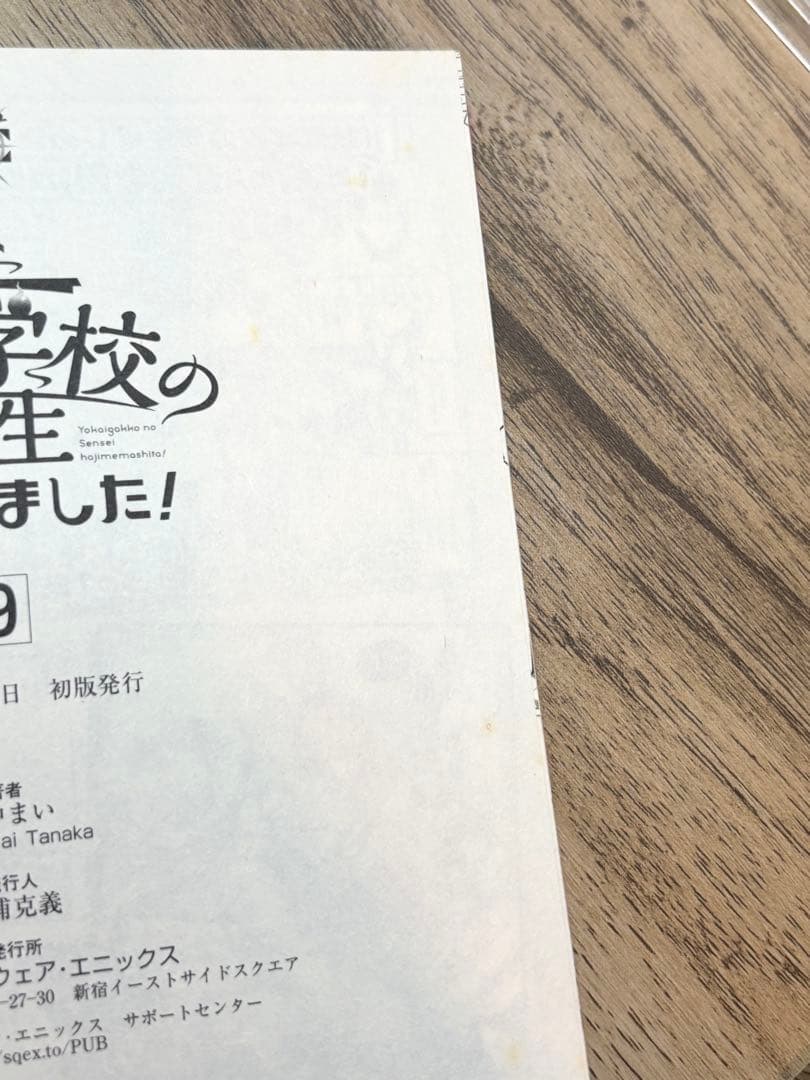 学校の
生
Yokaigakko no
Sensei
hajimemashita!
ました!
9
日 初版発行
著者
中まい
ai Tanaka
行人
浦克義
発行所
ウェア・エニックス
-27-30 新宿イーストサイドスクエア
・エニックス サポートセンター
/sqex.to/PUB